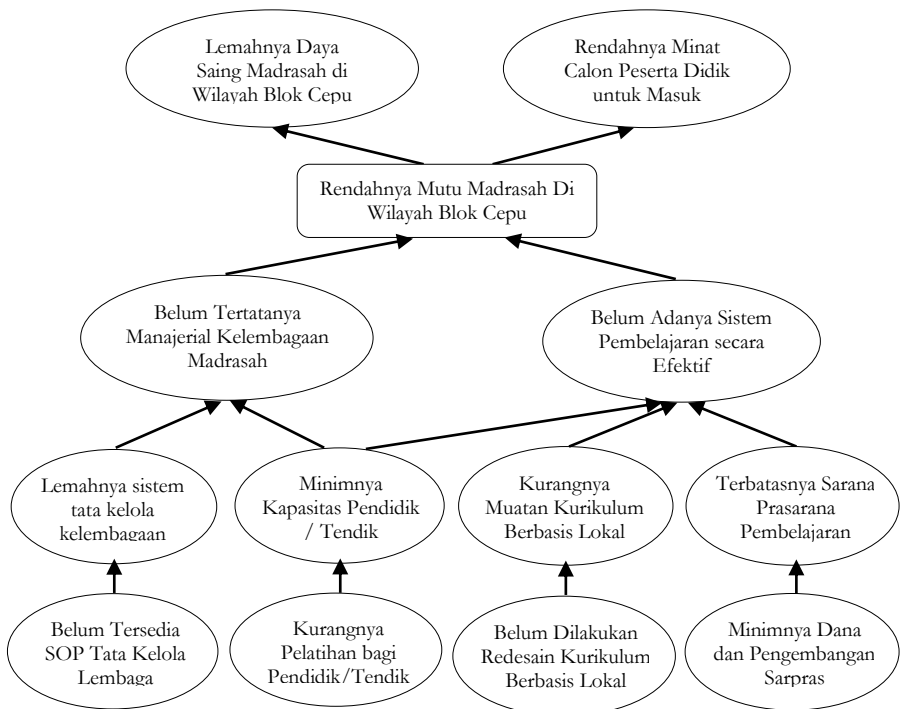 Lemahnya Daya
Saing Madrasah di
Wilayah Blok Cepu
Rendahnya Minat
Calon Peserta Didik
untuk Masuk
Rendahnya Mutu Madrasah Di
Wilayah Blok Cepu
Belum Tertatanya
Manajerial Kelembagaan
Madrasah
Belum Adanya Sistem
Pembelajaran secara
Efektif
Lemahnya sistem
tata kelola
kelembagaan
Minimnya
Kapasitas Pendidik
/ Tendik
Kurangnya
Muatan Kurikulum
Berbasis Lokal
Terbatasnya Sarana
Prasarana
Pembelajaran
Belum Tersedia
SOP Tata Kelola
Lembaga
Kurangnya
Pelatihan bagi
Pendidik/Tendik
Belum Dilakukan
Redesain Kurikulum
Berbasis Lokal
Minimnya Dana
dan Pengembangan
Sarpras